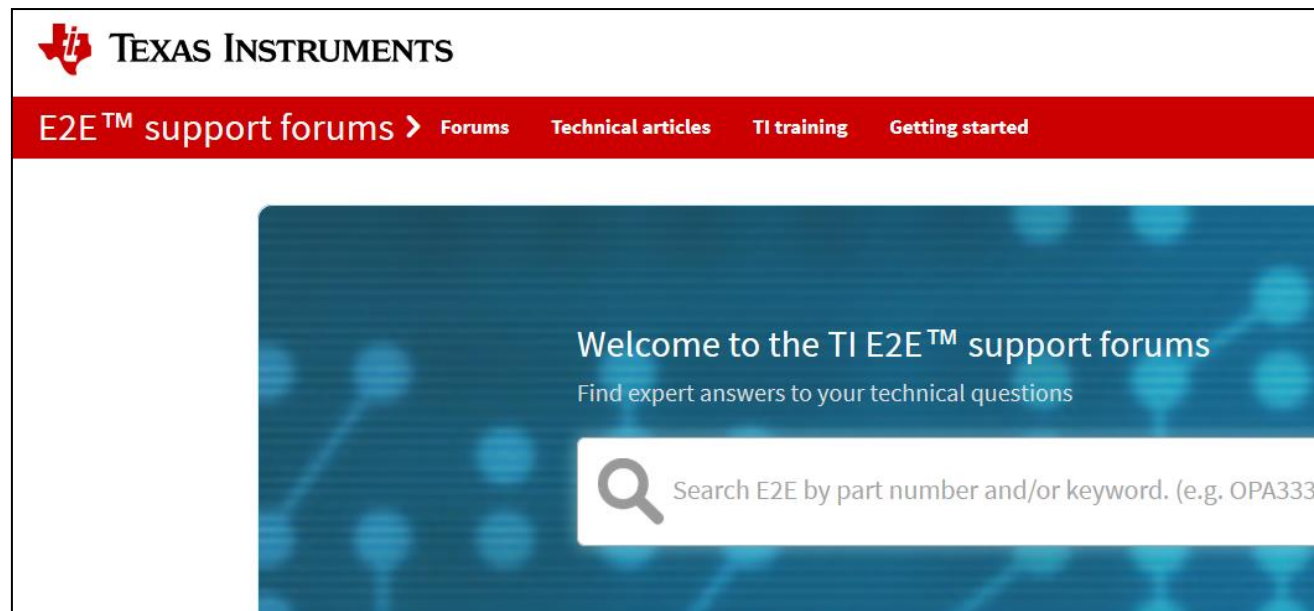 TEXAS INSTRUMENTS
E2E™ support forums > Forums Technical articles TI training Getting started
Welcome to the TI E2E™ support forums
Find expert answers to your technical questions
Search E2E by part number and/or keyword. (e.g. OPA333